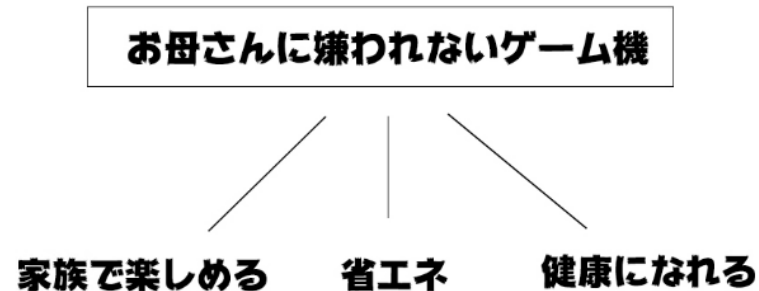 お母さんに嫌われないゲーム機
家族で楽しめる
省エネ
健康になれる